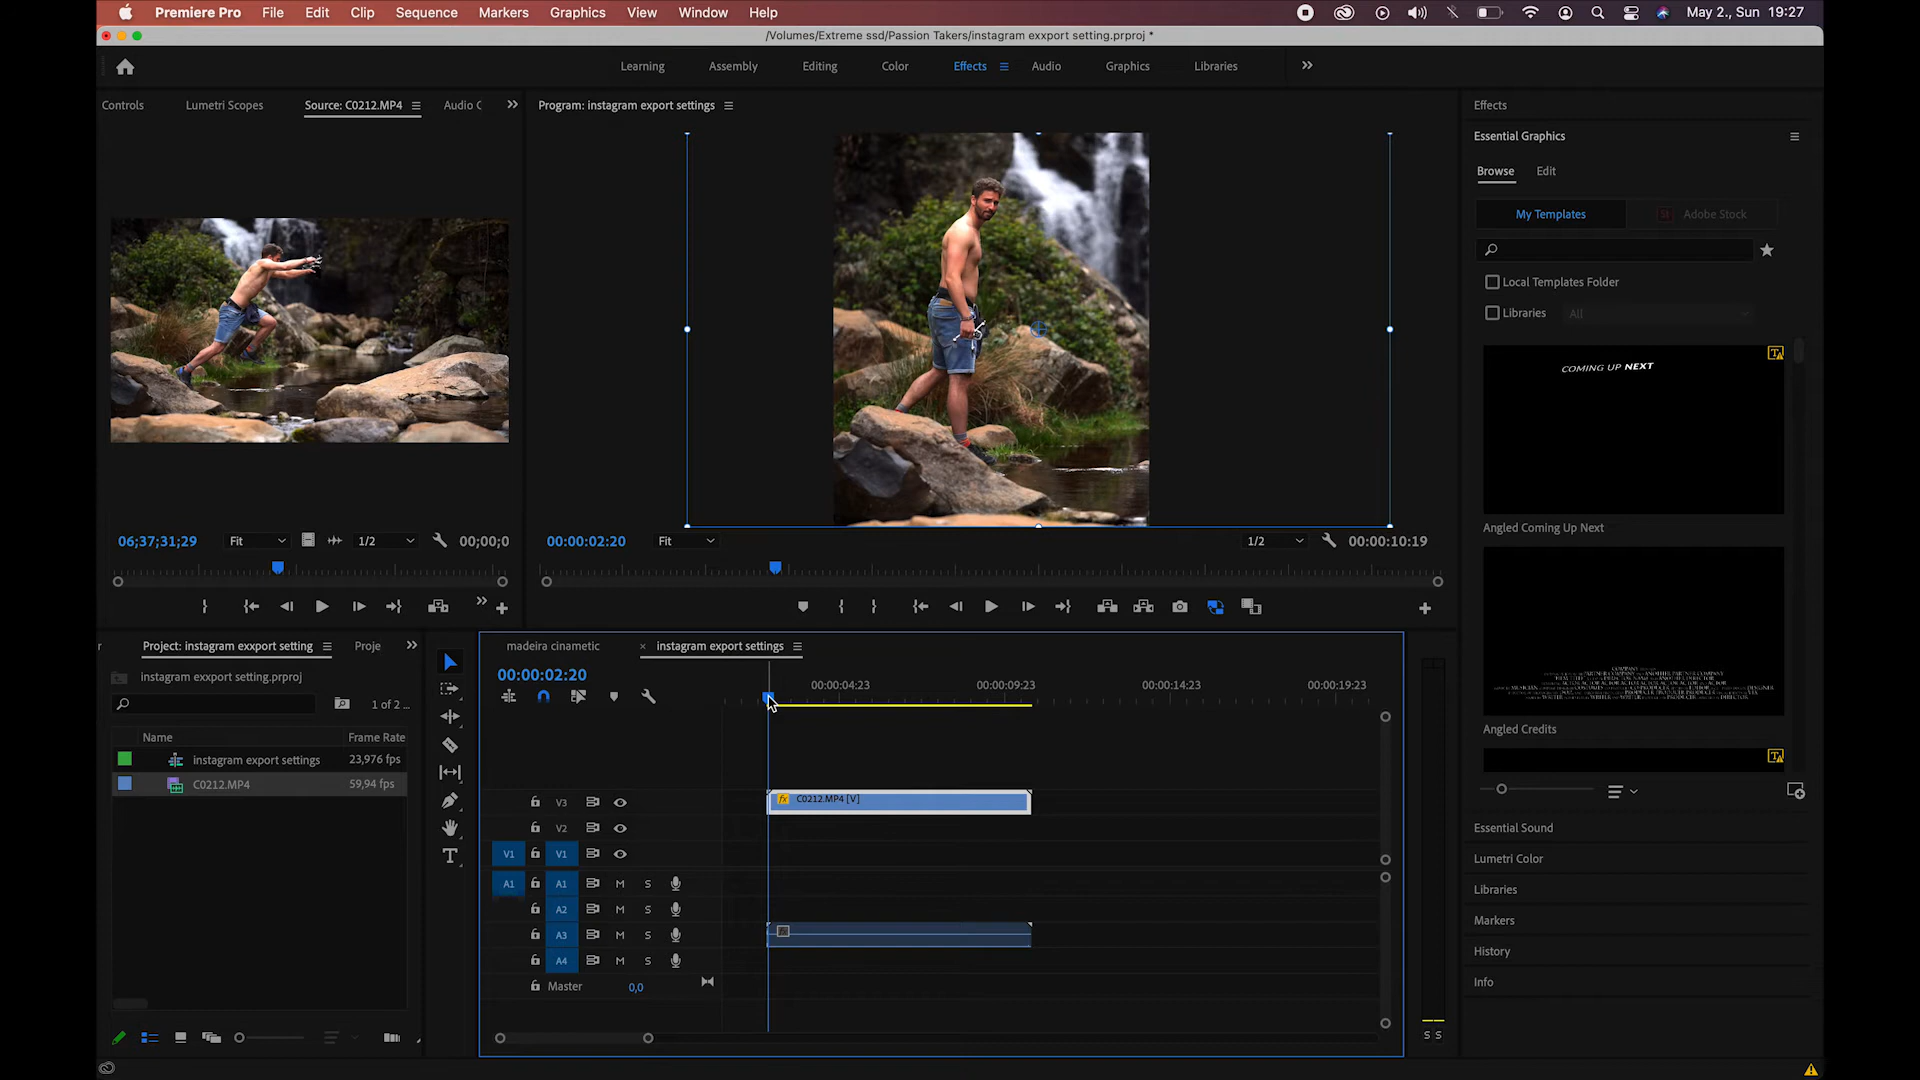 Premiere Pro File Edit Clip Sequence Markers Graphics View Window Help May 2., Sun 19:27
/Volumes/Extreme ssd/Passion Takers/instagram exxport setting.prproj *
Learning Assembly Editing Color Effects Audio Graphics Libraries
Controls Lumetri Scopes Source: C0212.MP4 Audio C
Program: instagram export settings
Effects
Essential Graphics
Browse Edit
My Templates St Adobe Stock
Local Templates Folder
Libraries All
COMING UP NEXT
Angled Coming Up Next
Angled Credits
06;37;31;29 Fit 1/2 00;00;0
00:00:02:20 Fit 1/2 00:00:10:19
Project: instagram exxport setting Proje
instagram exxport setting.prproj
1 of 2 ...
Name Frame Rate
instagram export settings 23,976 fps
C0212.MP4 59,94 fps
madeira cinametic × instagram export settings
00:00:02:20
00:00:04:23 00:00:09:23 00:00:14:23 00:00:19:23
V3 fx C0212.MP4 [V]
V2
V1 V1
A1 A1 M S
A2 M S
A3 M S
A4 M S
Master 0,0
S S
Essential Sound
Lumetri Color
Libraries
Markers
History
Info